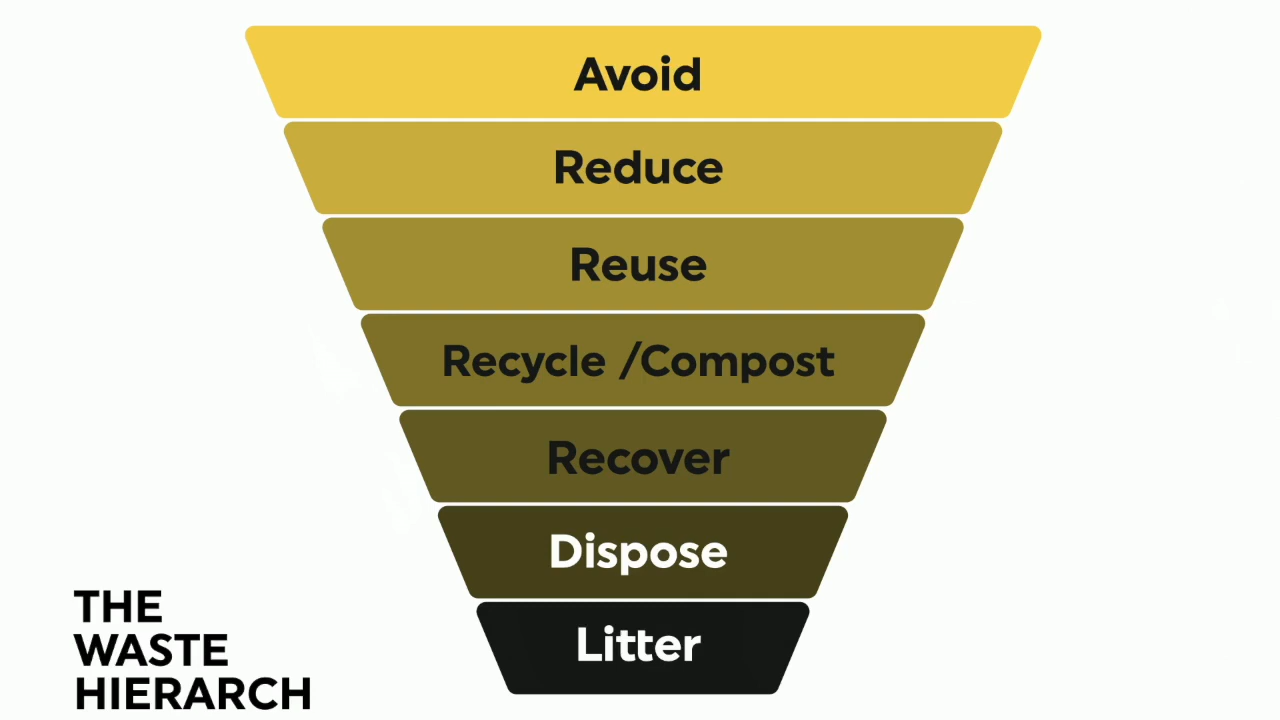 Avoid
Reduce
Reuse
Recycle /Compost
Recover
Dispose
Litter
THE
WASTE
HIERARCH